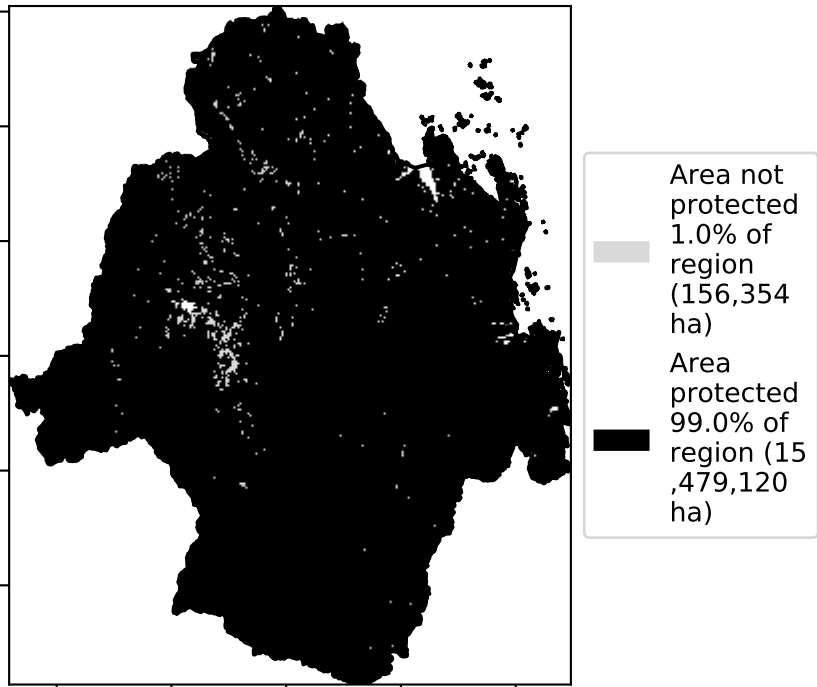 Area not
protected
1.0% of
region
(156,354
ha)
Area
protected
99.0% of
region (15
,479,120
ha)